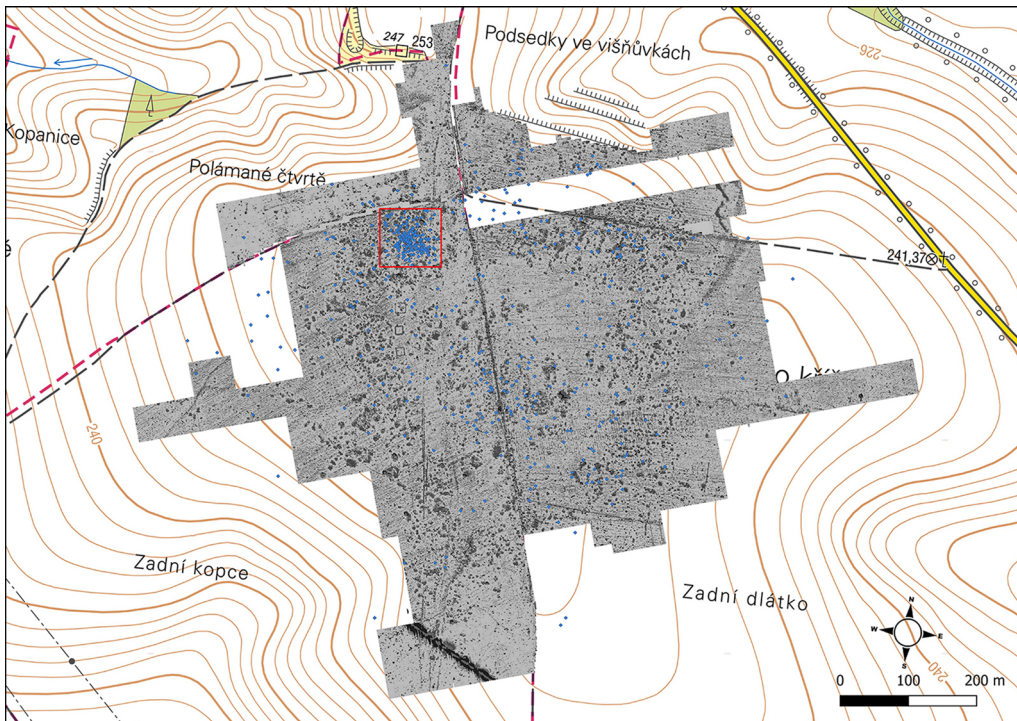 247 253
Podsedky ve višňůvkách
226
Kopanice
Polámané čtvrtě
241,37
240
Zadní kopce
Zadní dlátko
240
N
W E
S
0 100 200 m